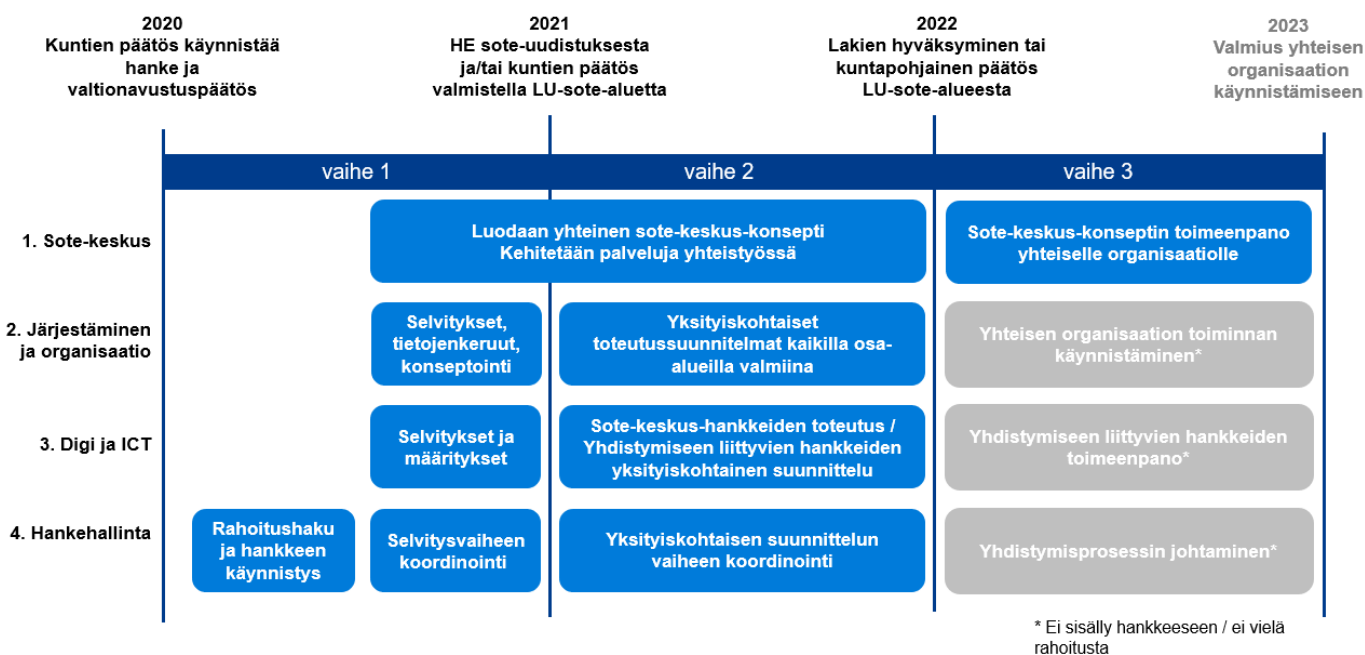 2020
Kuntien päätös käynnistää
hanke ja
valtionavustuspäätös
2021
HE sote-uudistuksesta
ja/tai kuntien päätös
valmistella LU-sote-aluetta
2022
Lakien hyväksyminen tai
kuntapohjainen päätös
LU-sote-alueesta
2023
Valmius yhteisen
organisaation
käynnistämiseen
vaihe 1
vaihe 2
vaihe 3
1. Sote-keskus
Luodaan yhteinen sote-keskus-konsepti
Kehitetään palveluja yhteistyössä
Sote-keskus-konseptin toimeenpano
yhteiselle organisaatiolle
2. Järjestäminen
ja organisaatio
Selvitykset,
tietojenkeruut,
konseptointi
Yksityiskohtaiset
toteutussuunnitelmat kaikilla osa-
alueilla valmiina
Yhteisen organisaation toiminnan
käynnistäminen*
3. Digi ja ICT
Selvitykset ja
määritykset
Sote-keskus-hankkeiden toteutus /
Yhdistymiseen liittyvien hankkeiden
yksityiskohtainen suunnittelu
Yhdistymiseen liittyvien hankkeiden
toimeenpano*
4. Hankehallinta
Rahoitushaku
ja hankkeen
käynnistys
Selvitysvaiheen
koordinointi
Yksityiskohtaisen suunnittelun
vaiheen koordinointi
Yhdistymisprosessin johtaminen*
* Ei sisälly hankkeeseen / ei vielä
rahoitusta